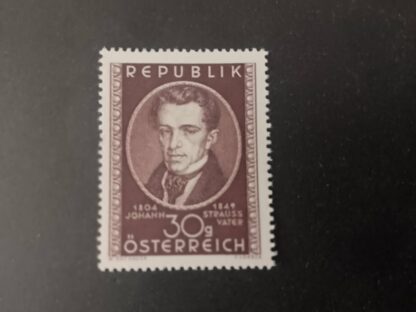 REPUBLIK
1804 1849
JOHANN STRAUSS
VATER
30g
ÖSTERREICH